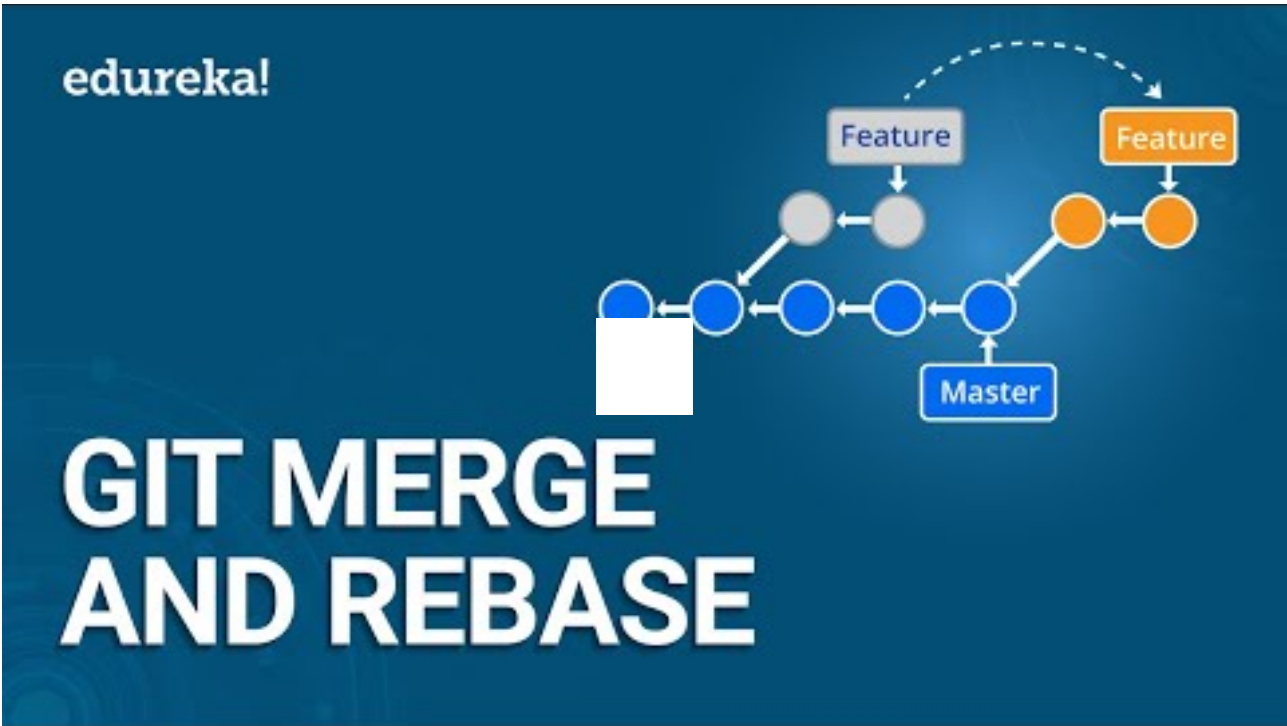 edureka!
Feature
Feature
Master
GIT MERGE
AND REBASE